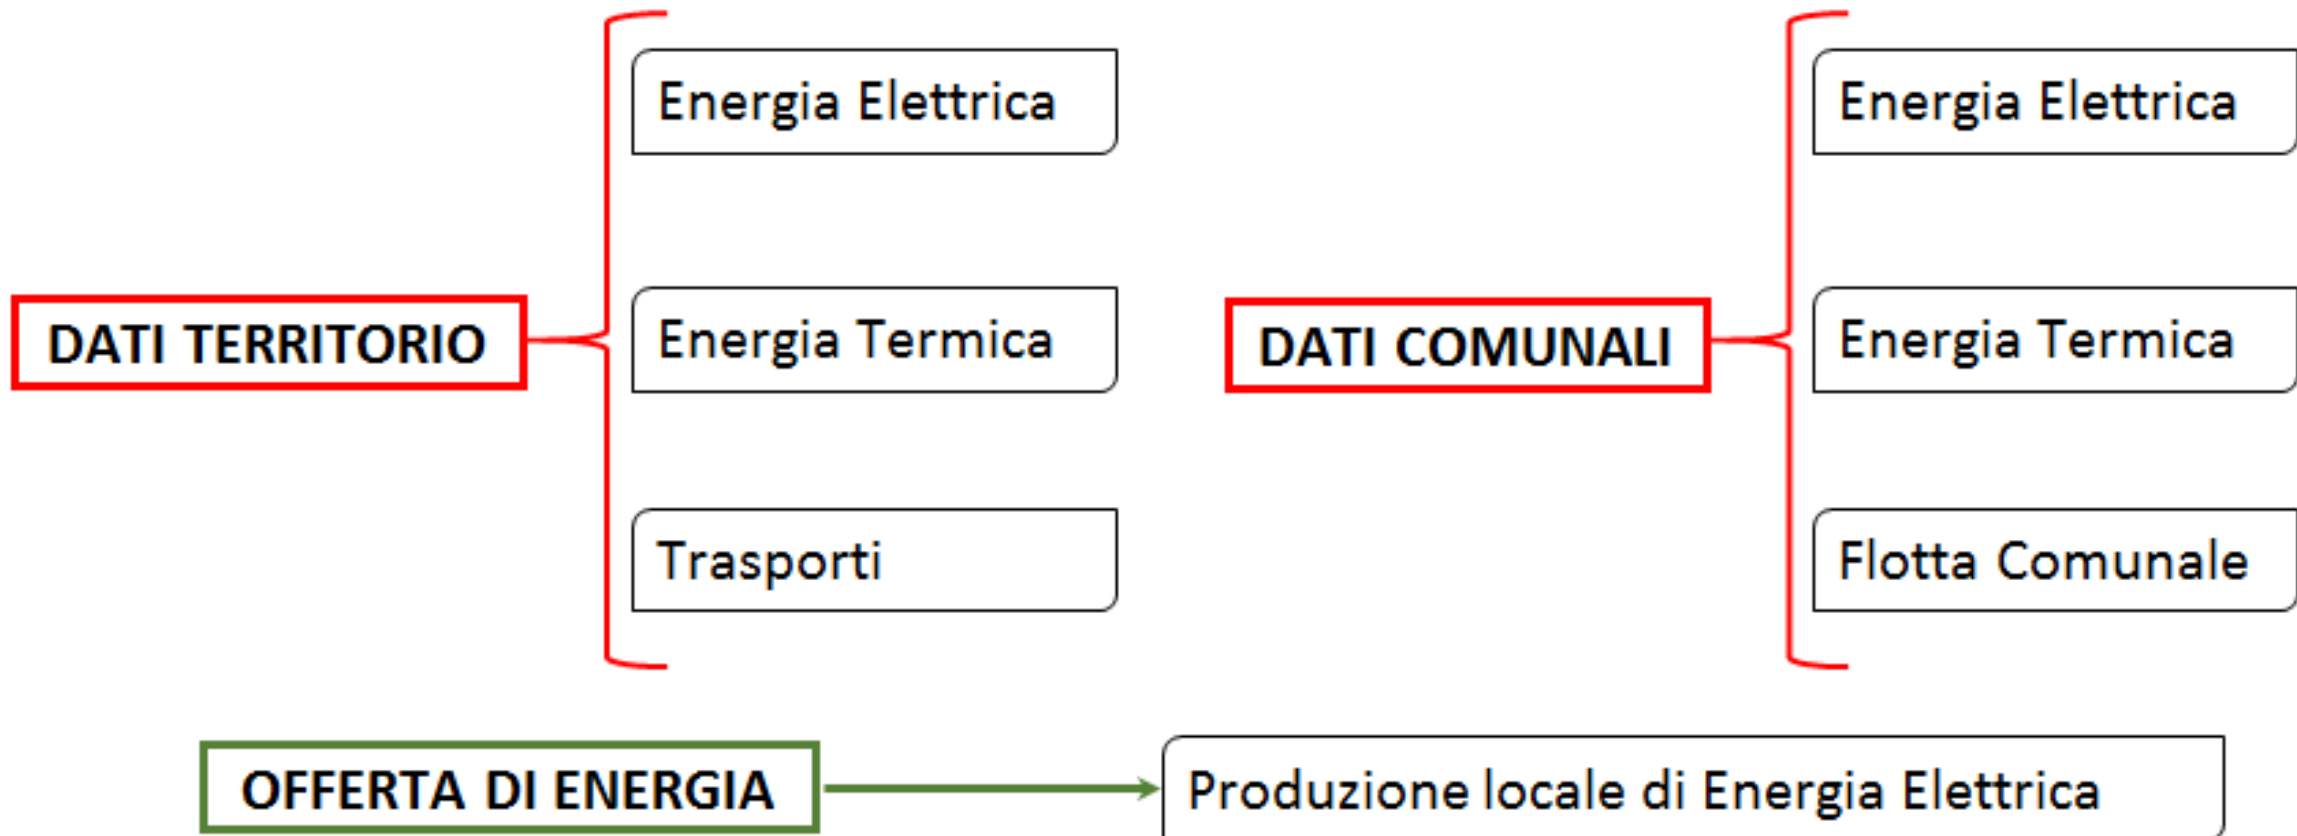 DATI TERRITORIO
Energia Elettrica
Energia Termica
Trasporti
DATI COMUNALI
Energia Elettrica
Energia Termica
Flotta Comunale
OFFERTA DI ENERGIA
Produzione locale di Energia Elettrica